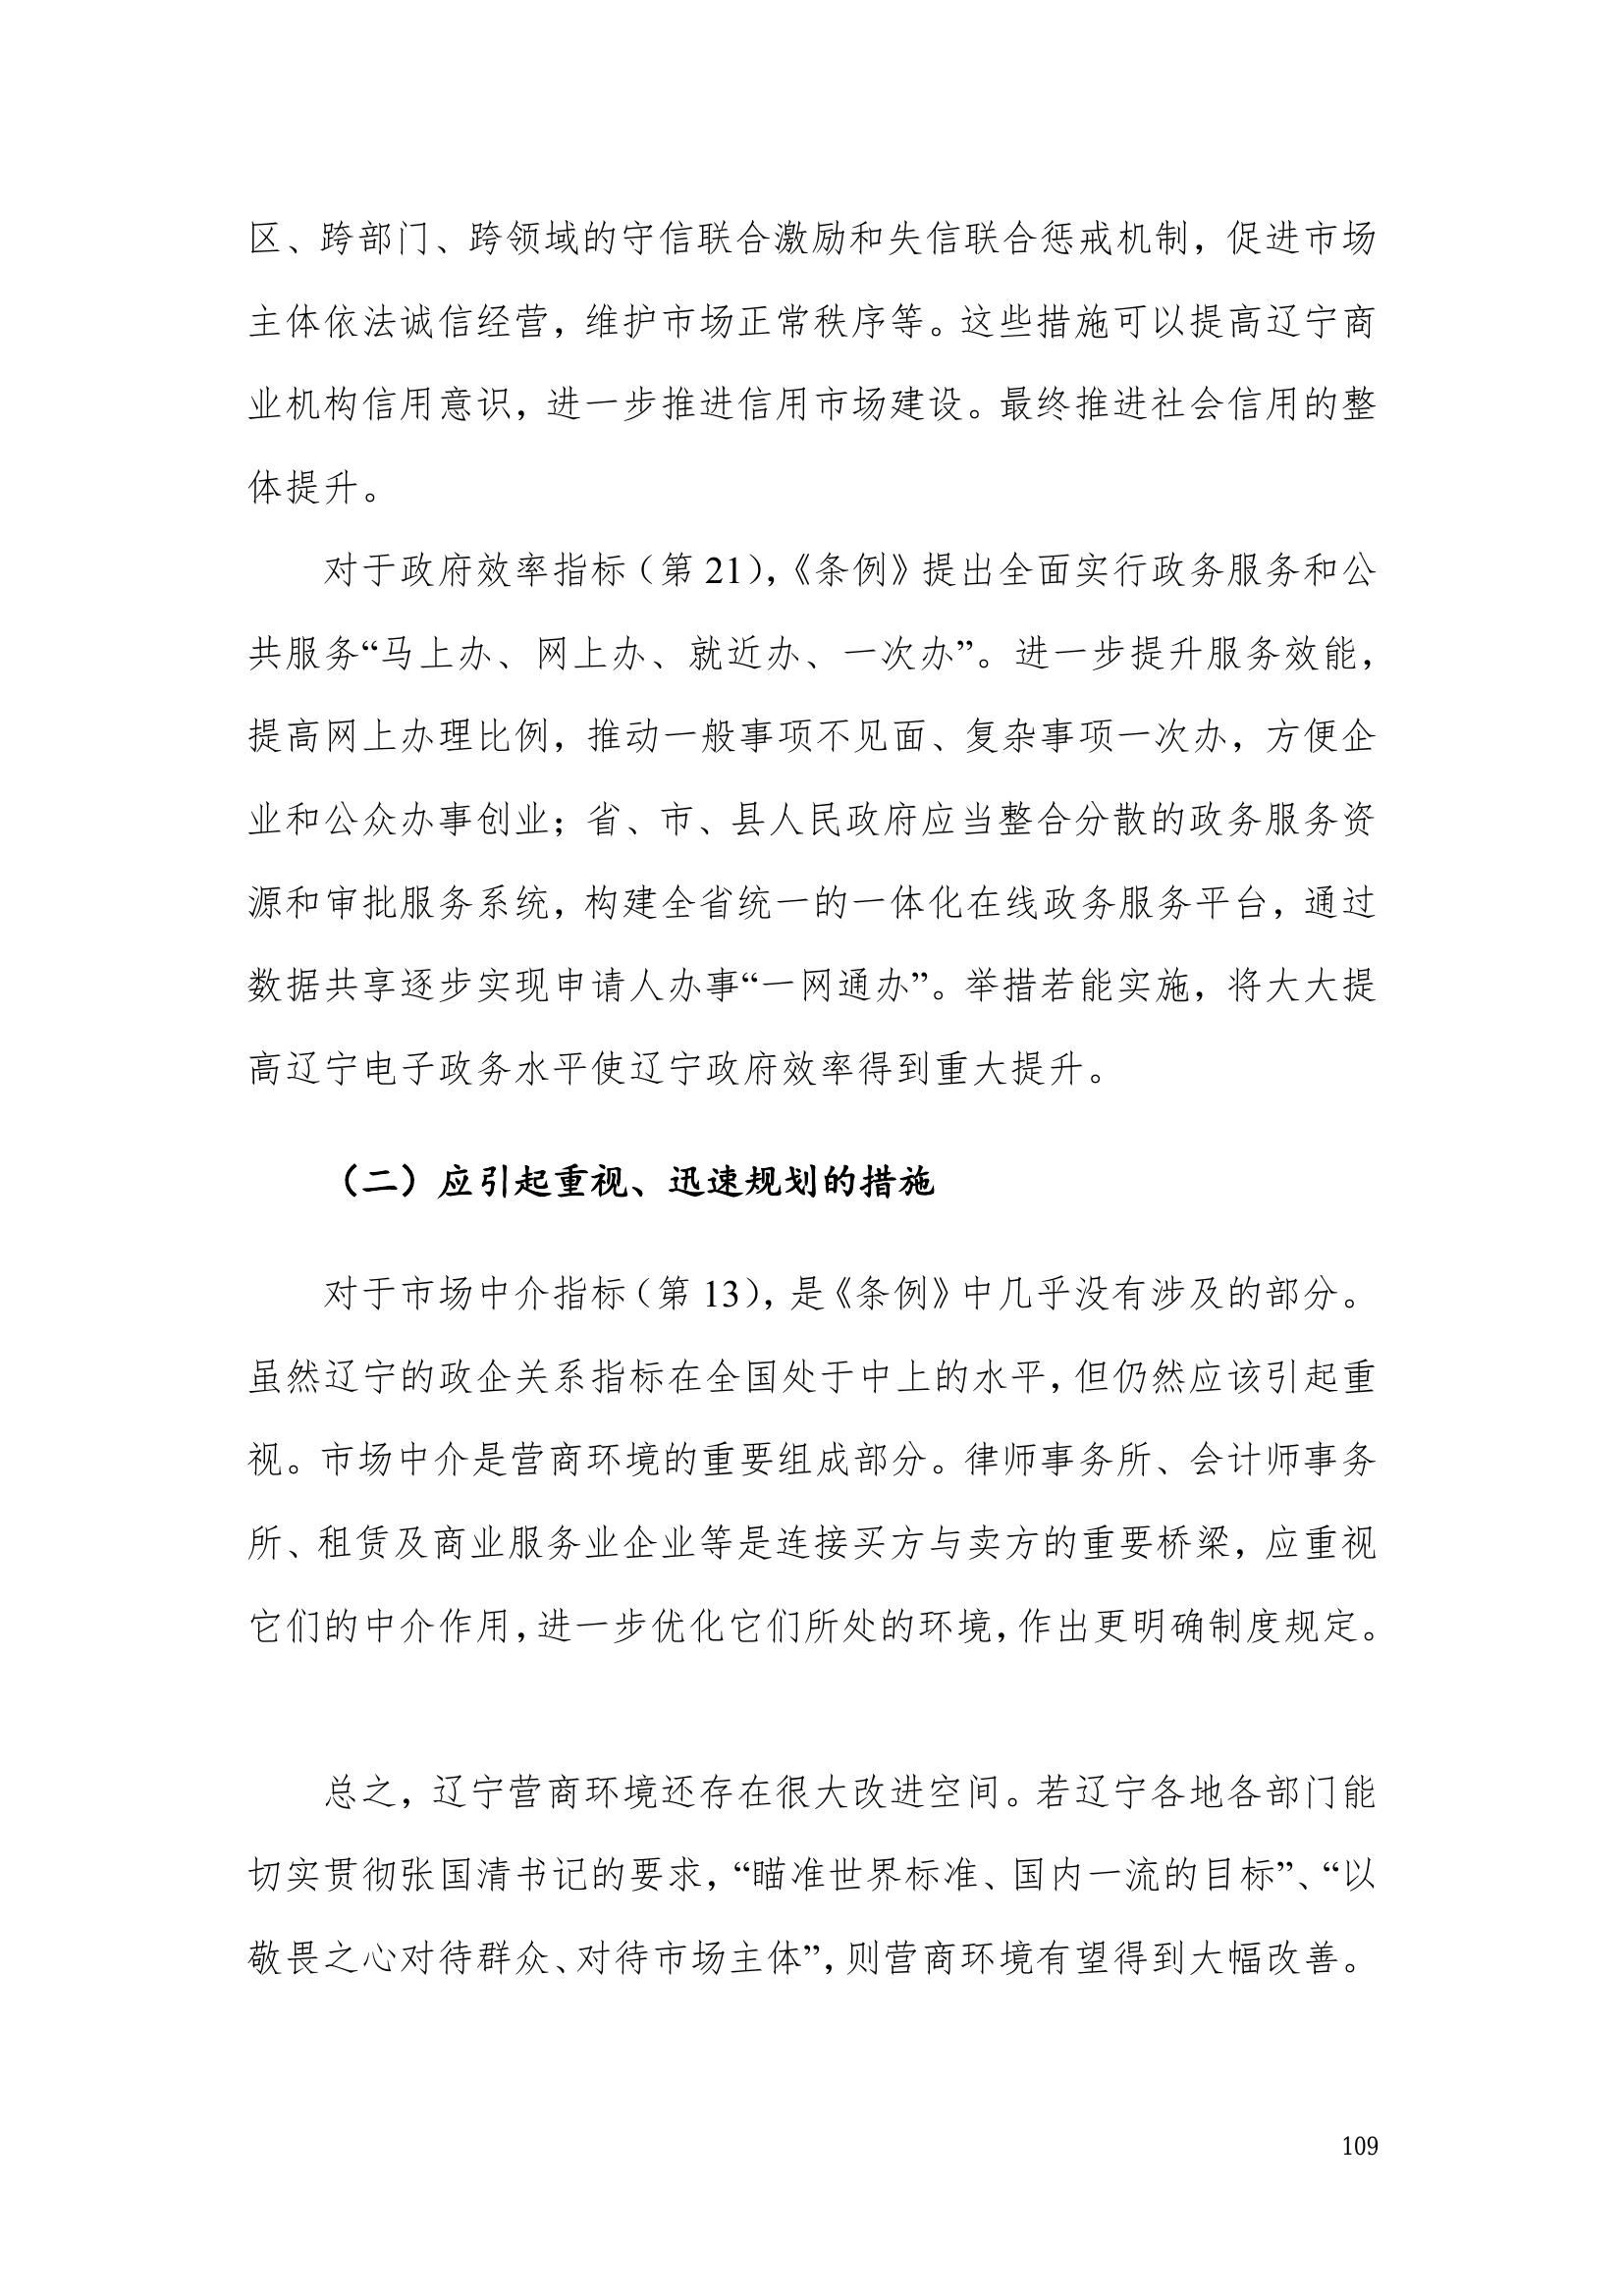 区、跨部门、跨领域的守信联合激励和失信联合惩戒机制，促进市场
主体依法诚信经营，维护市场正常秩序等。这些措施可以提高辽宁商
业机构信用意识，进一步推进信用市场建设。最终推进社会信用的整
体提升。
对于政府效率指标（第 21），《条例》提出全面实行政务服务和公
共服务“马上办、网上办、就近办、一次办”。进一步提升服务效能，
提高网上办理比例，推动一般事项不见面、复杂事项一次办，方便企
业和公众办事创业；省、市、县人民政府应当整合分散的政务服务资
源和审批服务系统，构建全省统一的一体化在线政务服务平台，通过
数据共享逐步实现申请人办事“一网通办”。举措若能实施，将大大提
高辽宁电子政务水平使辽宁政府效率得到重大提升。
（二）应引起重视、迅速规划的措施
对于市场中介指标（第 13），是《条例》中几乎没有涉及的部分。
虽然辽宁的政企关系指标在全国处于中上的水平，但仍然应该引起重
视。市场中介是营商环境的重要组成部分。律师事务所、会计师事务
所、租赁及商业服务业企业等是连接买方与卖方的重要桥梁，应重视
它们的中介作用，进一步优化它们所处的环境，作出更明确制度规定。
总之，辽宁营商环境还存在很大改进空间。若辽宁各地各部门能
切实贯彻张国清书记的要求，“瞄准世界标准、国内一流的目标”、“以
敬畏之心对待群众、对待市场主体”，则营商环境有望得到大幅改善。
109